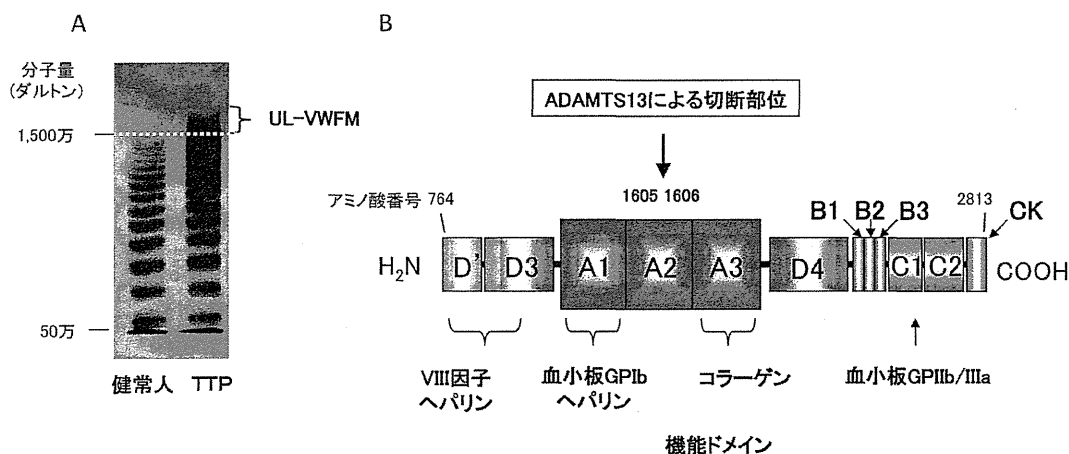 A
分子量
(ダルトン)
1,500万
50万
UL-VWFM
健常人 TTP
B
ADAMTS13による切断部位
アミノ酸番号 764
1605 1606
B1 B2 B3
2813
CK
H₂N
D' D3 A1 A2 A3 D4 C1 C2
COOH
VIII因子
ヘパリン
血小板GPIb
ヘパリン
コラーゲン
血小板GPIIb/IIIa
機能ドメイン